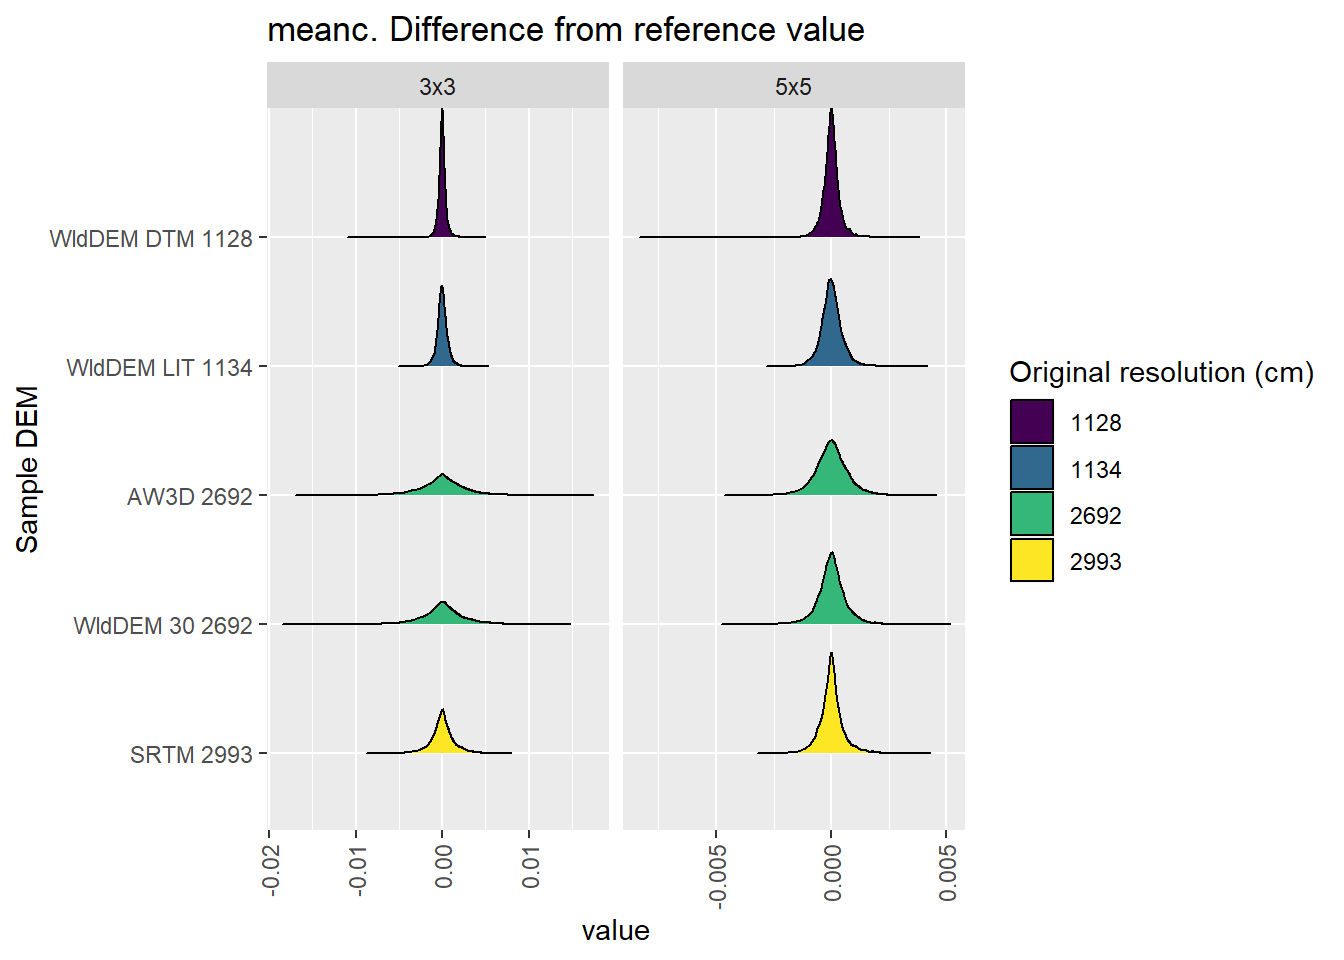 meanc. Difference from reference value
3x3
5x5
Sample DEM
WldDEM DTM 1128
WldDEM LIT 1134
AW3D 2692
WldDEM 30 2692
SRTM 2993
-0.02
-0.01
0.00
0.01
-0.005
0.000
0.005
value
Original resolution (cm)
1128
1134
2692
2993